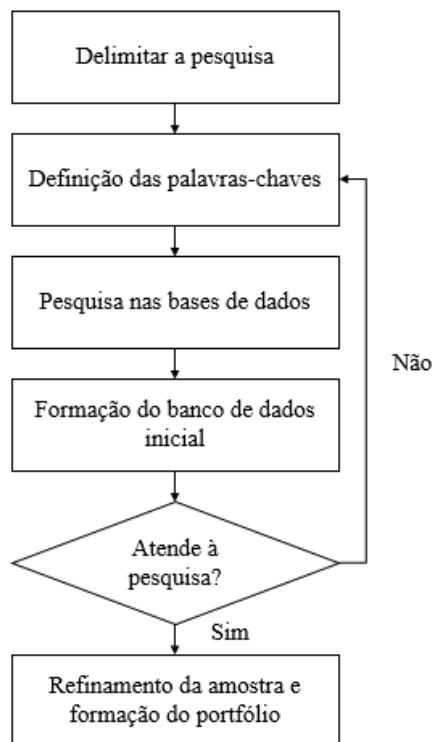 Delimitar a pesquisa
Definição das palavras-chaves
Pesquisa nas bases de dados
Não
Formação do banco de dados
inicial
Atende à
pesquisa?
Sim
Refinamento da amostra e
formação do portfólio